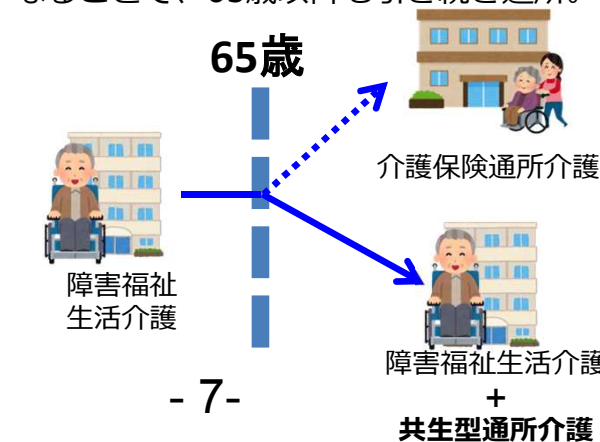 なることで、65歳以降も引き続き通所。
65歳
介護保険通所介護
障害福祉
生活介護
障害福祉生活介護
+
共生型通所介護
- 7-